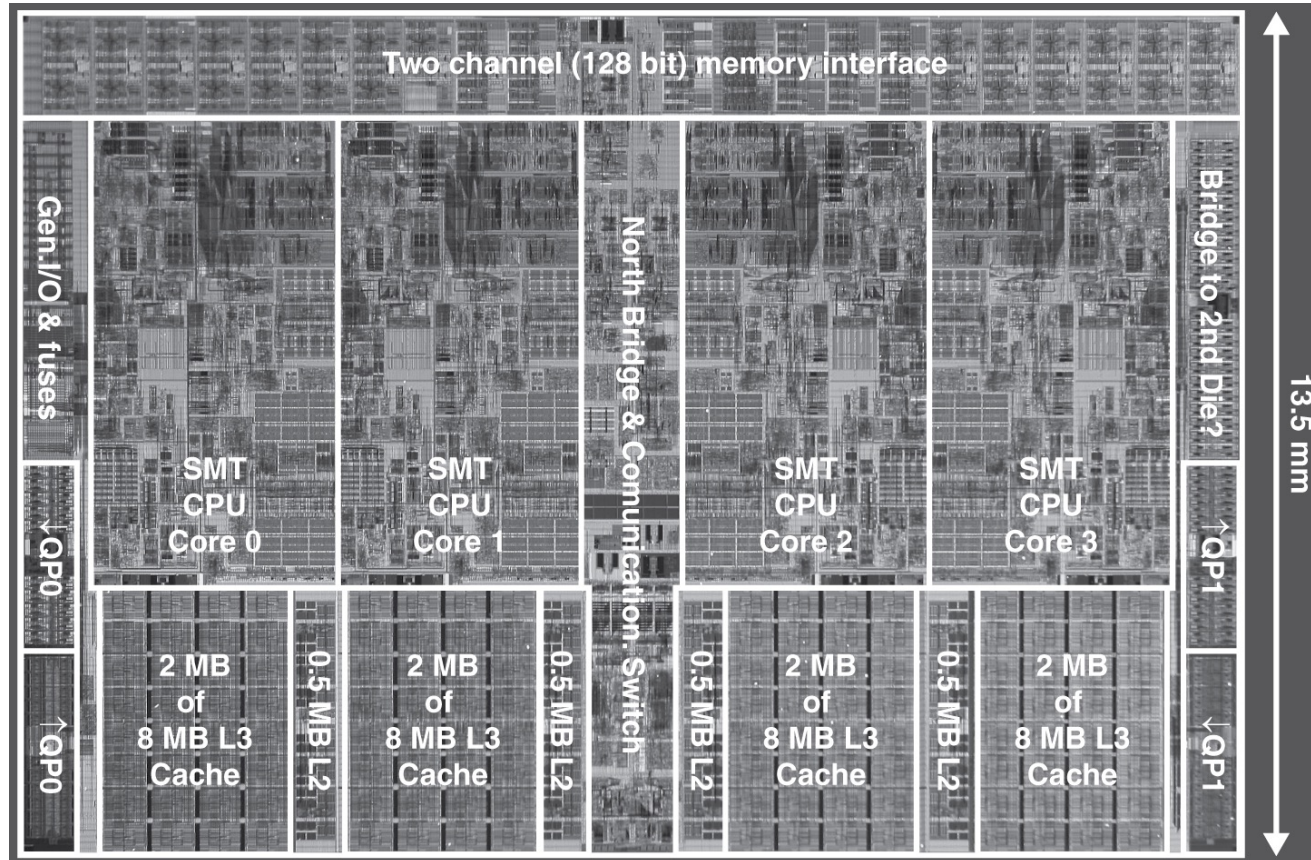 Two channel (128 bit) memory interface
Gen.I/O & fuses
SMT
CPU
Core 0
SMT
CPU
Core 1
North Bridge & Communication. Switch
SMT
CPU
Core 2
SMT
CPU
Core 3
Bridge to 2nd Die?
13.5 mm
↓QP0
↑QP0
2 MB
of
8 MB L3
Cache
0.5 MB L2
2 MB
of
8 MB L3
Cache
0.5 MB L2
0.5 MB L2
2 MB
of
8 MB L3
Cache
0.5 MB L2
2 MB
of
8 MB L3
Cache
↑QP1
↓QP1